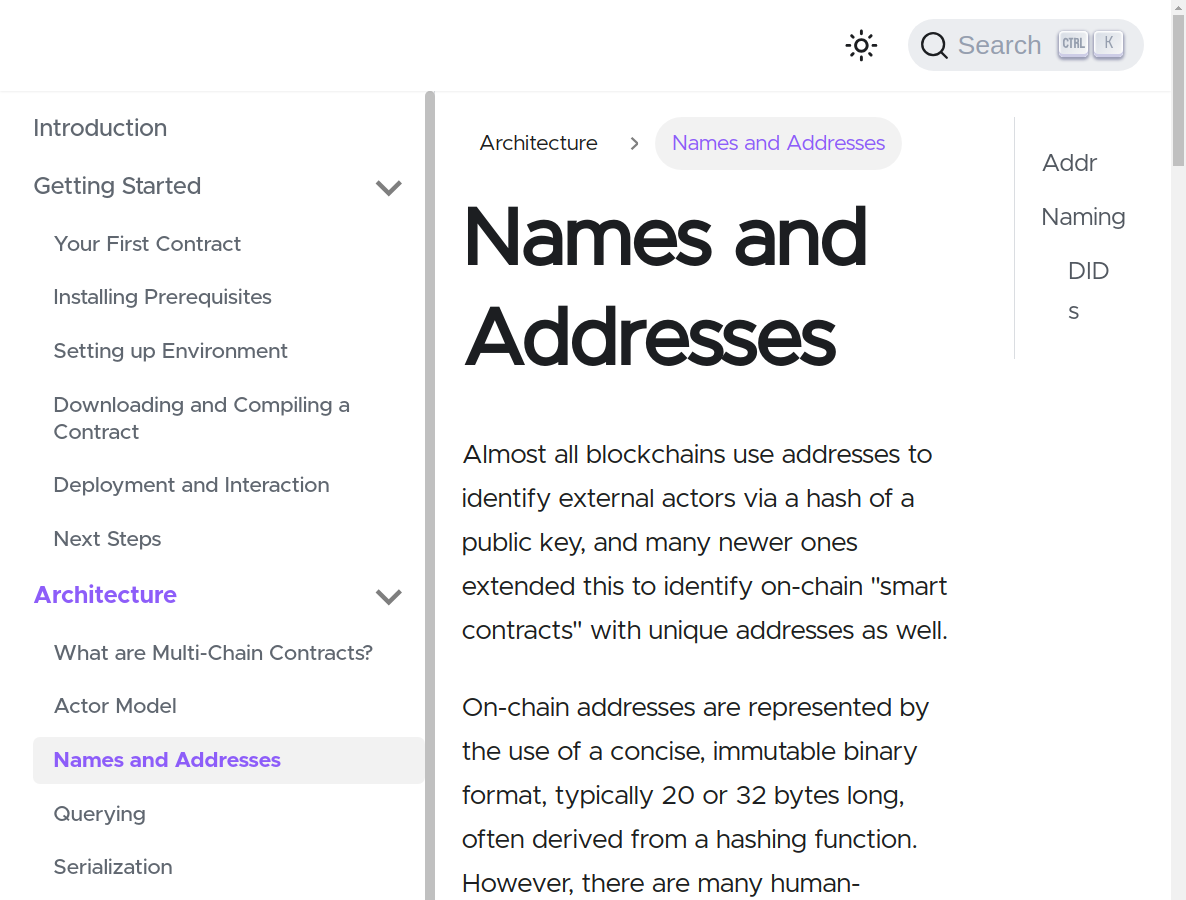 Search CTRL K
Introduction
Getting Started
Your First Contract
Installing Prerequisites
Setting up Environment
Downloading and Compiling a
Contract
Deployment and Interaction
Next Steps
Architecture
What are Multi-Chain Contracts?
Actor Model
Names and Addresses
Querying
Serialization
Architecture > Names and Addresses
Names and
Addresses
Almost all blockchains use addresses to
identify external actors via a hash of a
public key, and many newer ones
extended this to identify on-chain "smart
contracts" with unique addresses as well.
On-chain addresses are represented by
the use of a concise, immutable binary
format, typically 20 or 32 bytes long,
often derived from a hashing function.
However, there are many human-
Addr
Naming
DID
s